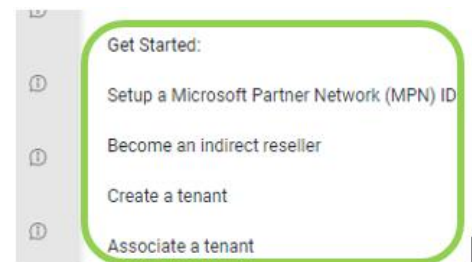 Get Started:
Setup a Microsoft Partner Network (MPN) ID
Become an indirect reseller
Create a tenant
Associate a tenant